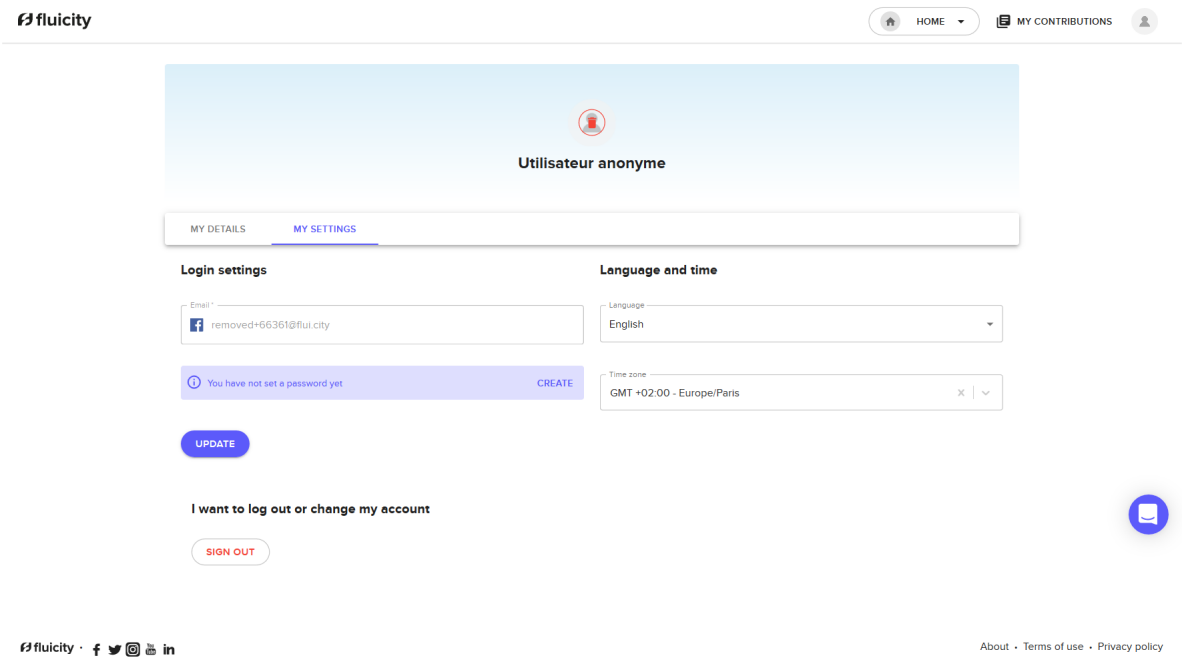 fluicity
HOME
MY CONTRIBUTIONS
Utilisateur anonyme
MY DETAILS
MY SETTINGS
Login settings
Email *
removed+66361@flui.city
You have not set a password yet
CREATE
UPDATE
Language and time
Language
English
Time zone
GMT +02:00 - Europe/Paris
I want to log out or change my account
SIGN OUT
fluicity ·
About • Terms of use • Privacy policy